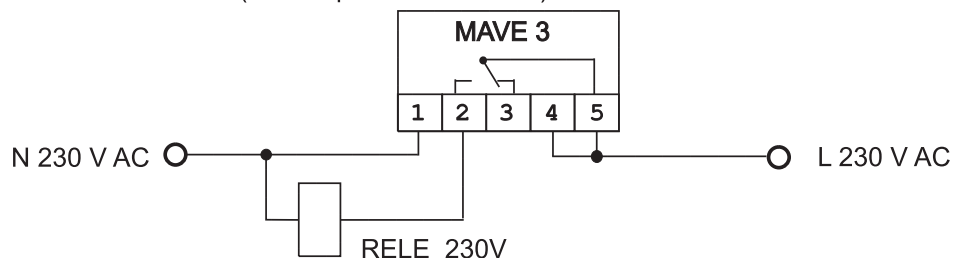 MAVE 3
1 2 3 4 5
N 230 V AC
L 230 V AC
RELE 230V